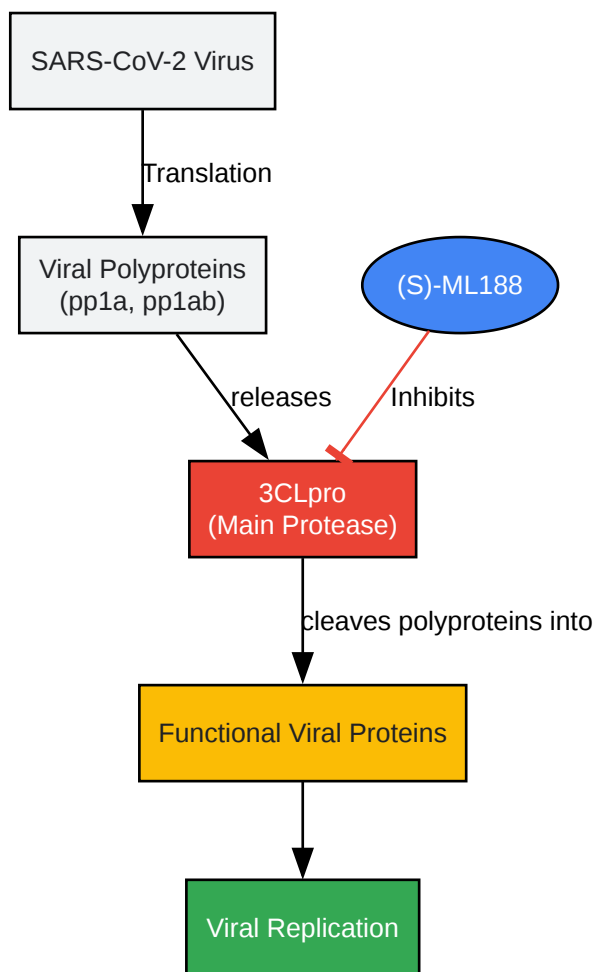 SARS-CoV-2 Virus
Translation
Viral Polyproteins
(pp1a, pp1ab)
(S)-ML188
releases
Inhibits
3CLpro
(Main Protease)
cleaves polyproteins into
Functional Viral Proteins
Viral Replication